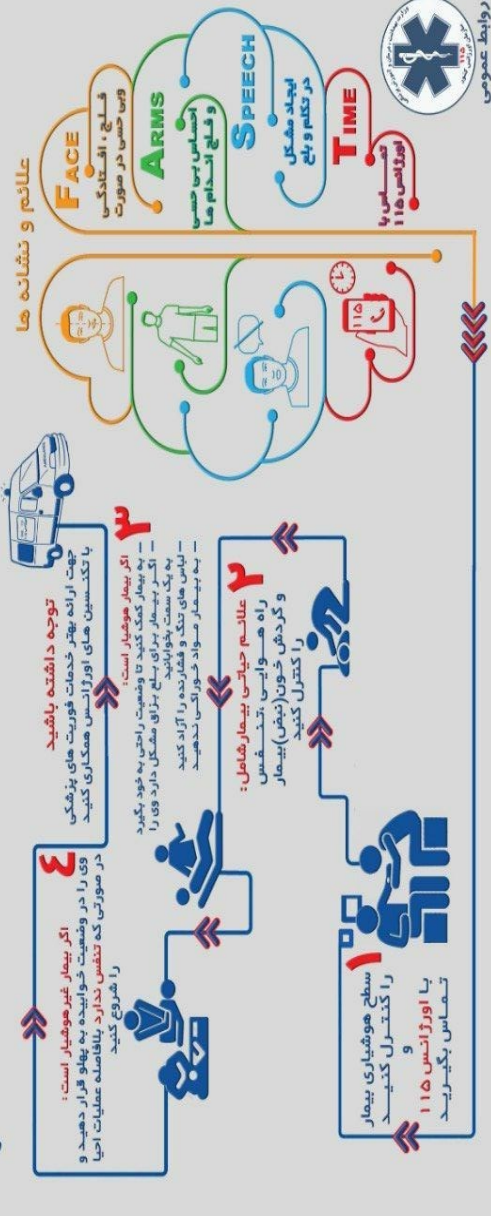 علائم و نشانه ها
FACE
فلج ، افتادگی
وبی حسی در صورت
ARMS
احساس بی حسی
و فلج اندام ها
SPEECH
ایجاد مشکل
در تکلم و بلع
TIME
تماس با
اورژانس ۱۱۵
۱۱۵
۱۱۵
روابط عمومی
۱
سطح هوشیاری بیمار
را کنترل کنید
و
با اورژانس ۱۱۵
تماس بگیرید
۲
علائم حیاتی بیمارشامل :
راه هوایی ،تنفس
و گردش خون(نبض)بیمار
را کنترل کنید
۳
اگر بیمار هوشیار است :
– به بیمار کمک کنید تا وضعیت راحتی به خود بگیرد
– اگر بیمار برای بلع بزاق مشکل دارد وی را
به یک سمت بخوابانید
– لباس های تنگ و فشارنده را آزاد کنید
– به بیمار مواد خوراکی ندهید
۴
اگر بیمار غیرهوشیار است :
وی را در وضعیت خوابیده به پهلو قرار دهید و
در صورتی که تنفس ندارد بلافاصله عملیات احیا
را شروع کنید
توجه داشته باشید
جهت ارائه بهتر خدمات فوریت های پزشکی
با تکنسین های اورژانس همکاری کنید